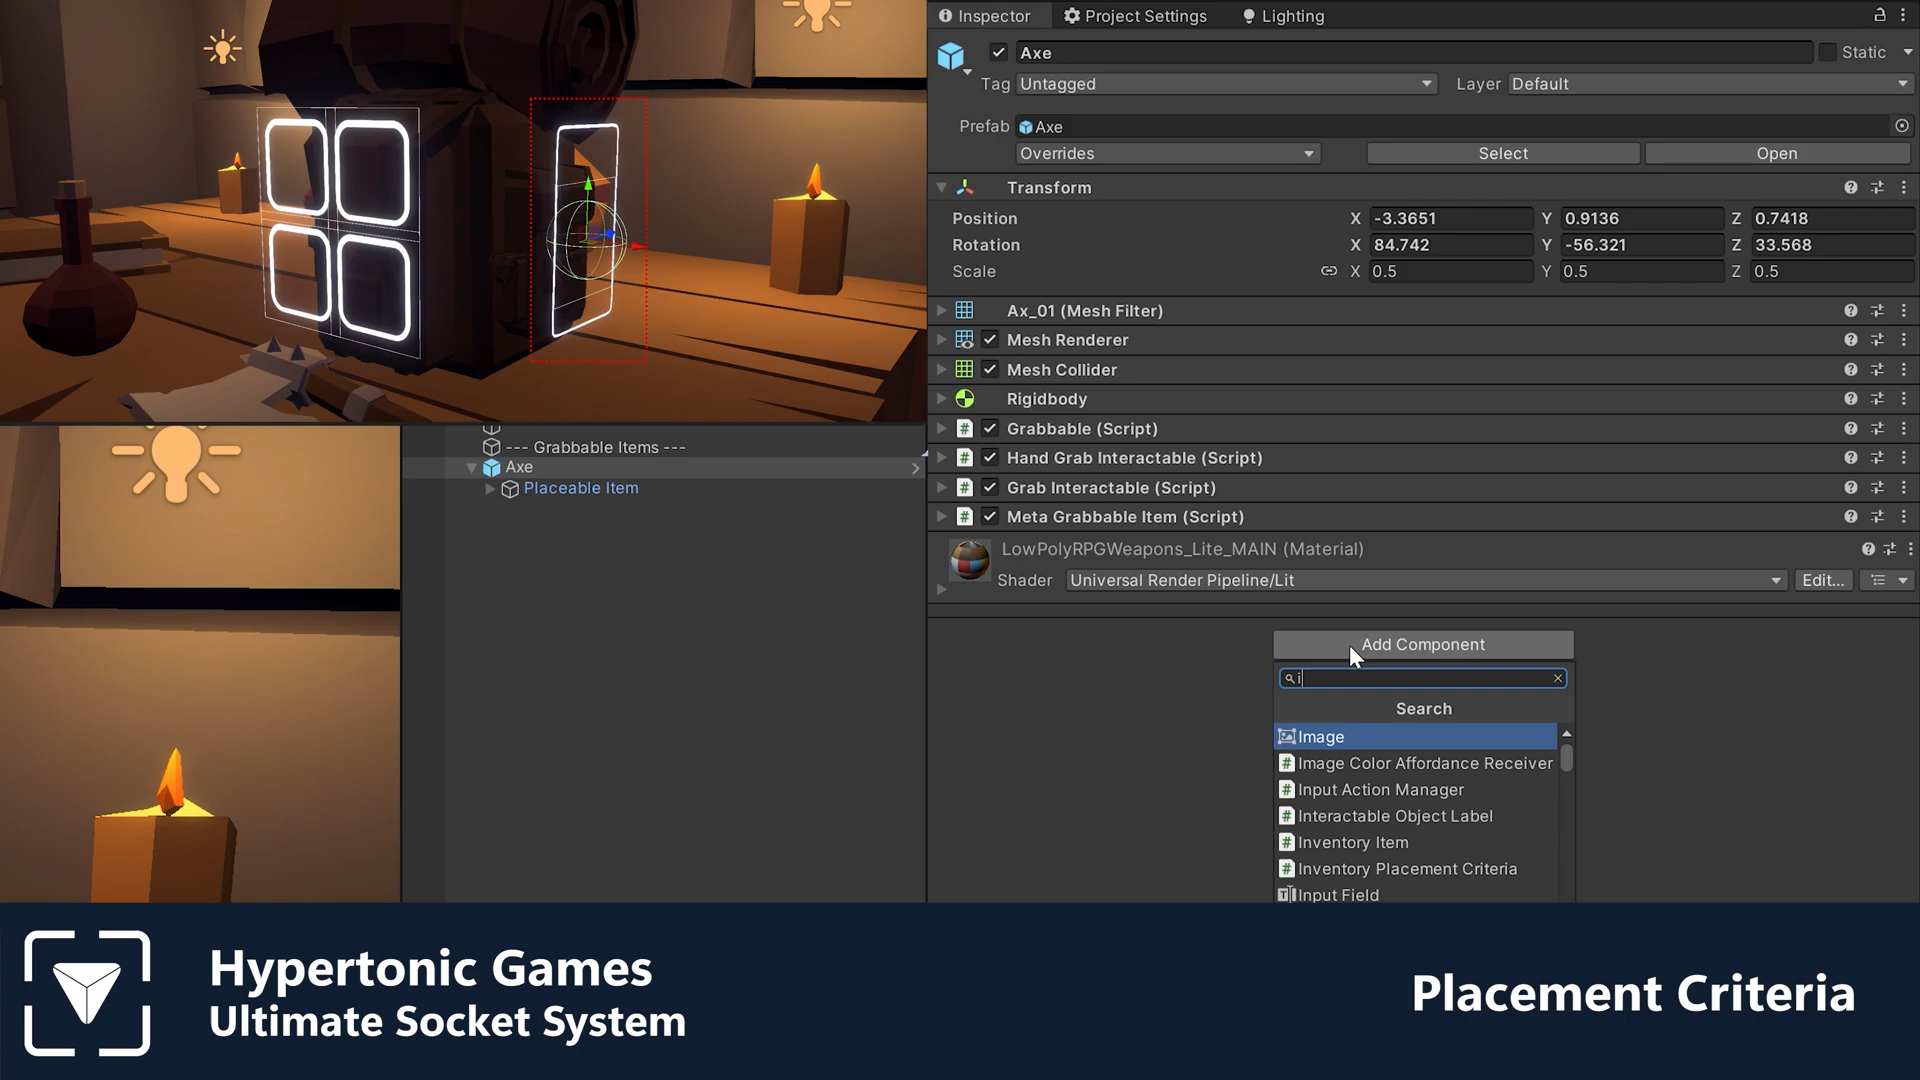 Inspector
Project Settings
Lighting
Axe
Static
Tag
Untagged
Layer
Default
Prefab
Axe
Overrides
Select
Open
Transform
Position
X
-3.3651
Y
0.9136
Z
0.7418
Rotation
X
84.742
Y
-56.321
Z
33.568
Scale
X
0.5
Y
0.5
Z
0.5
Ax_01 (Mesh Filter)
Mesh Renderer
Mesh Collider
Rigidbody
Grabbable (Script)
Hand Grab Interactable (Script)
Grab Interactable (Script)
Meta Grabbable Item (Script)
LowPolyRPGWeapons_Lite_MAIN (Material)
Shader
Universal Render Pipeline/Lit
Edit...
--- Grabbable Items ---
Axe
Placeable Item
Add Component
i
Search
Image
Image Color Affordance Receiver
Input Action Manager
Interactable Object Label
Inventory Item
Inventory Placement Criteria
Input Field
Hypertonic Games
Ultimate Socket System
Placement Criteria